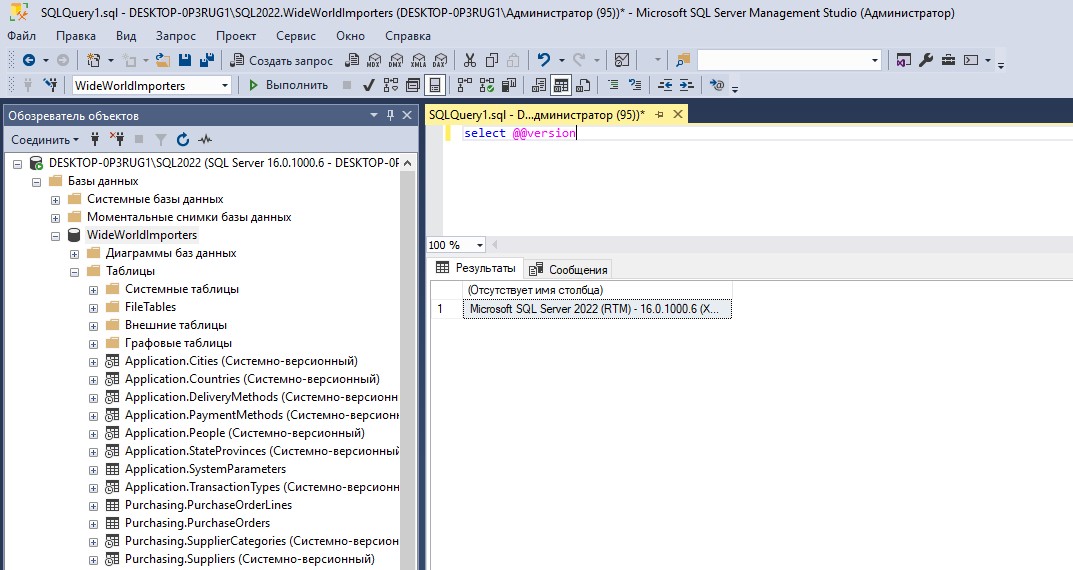 SQLQuery1.sql - DESKTOP-0P3RUG1\SQL2022.WideWorldImporters (DESKTOP-0P3RUG1\Администратор (95))* - Microsoft SQL Server Management Studio (Администратор)
Файл Правка Вид Запрос Проект Сервис Окно Справка
Создать запрос MDX DMX XMLA DAX
WideWorldImporters Выполнить
Обозреватель объектов
Соединить
DESKTOP-0P3RUG1\SQL2022 (SQL Server 16.0.1000.6 - DESKTOP-0F
Базы данных
Системные базы данных
Моментальные снимки базы данных
WideWorldImporters
Диаграммы баз данных
Таблицы
Системные таблицы
FileTables
Внешние таблицы
Графовые таблицы
Application.Cities (Системно-версионный)
Application.Countries (Системно-версионный)
Application.DeliveryMethods (Системно-версионн
Application.PaymentMethods (Системно-версионн
Application.People (Системно-версионный)
Application.StateProvinces (Системно-версионный
Application.SystemParameters
Application.TransactionTypes (Системно-версионн
Purchasing.PurchaseOrderLines
Purchasing.PurchaseOrders
Purchasing.SupplierCategories (Системно-версион
Purchasing.Suppliers (Системно-версионный)
SQLQuery1.sql - D...дминистратор (95))*
select @@version
100 %
Результаты Сообщения
(Отсутствует имя столбца)
1 Microsoft SQL Server 2022 (RTM) - 16.0.1000.6 (X...